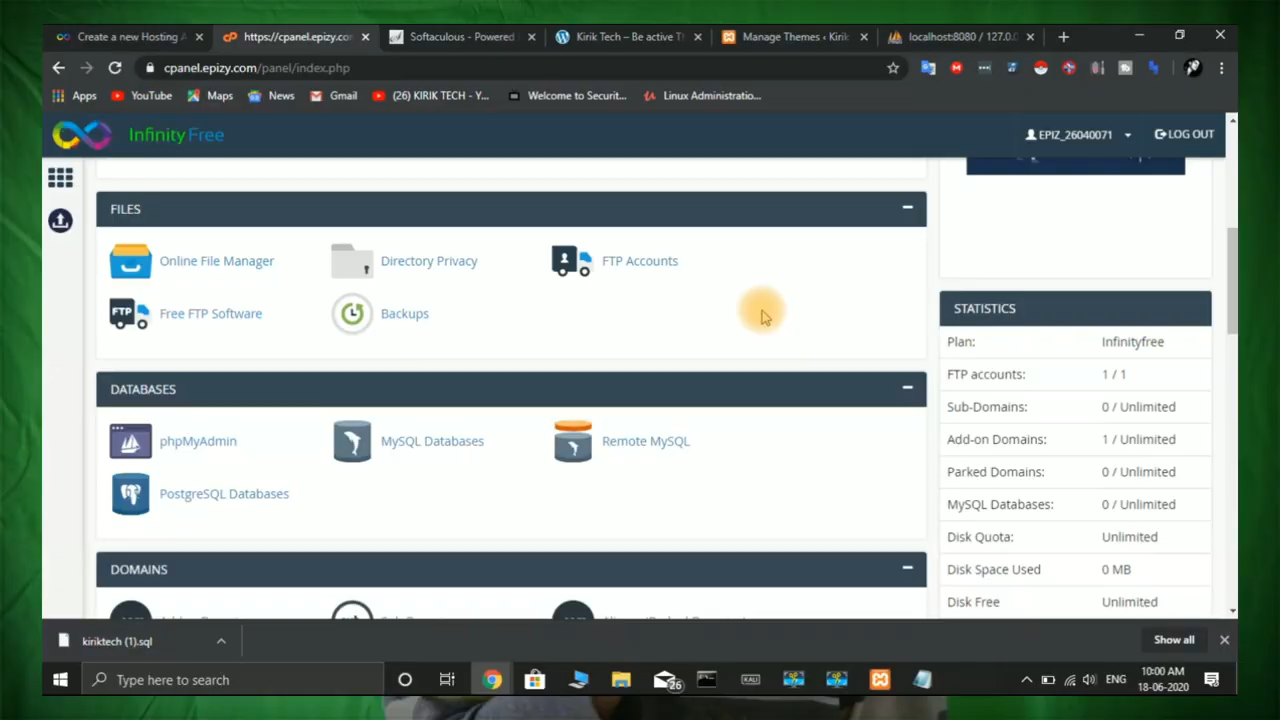 Create a new Hosting A
https://cpanel.epizy.co
Softaculous - Powered
Kirik Tech – Be active T
Manage Themes ‹ Kirik
localhost:8080 / 127.0.
cpanel.epizy.com/panel/index.php
Apps
YouTube
Maps
News
Gmail
(26) KIRIK TECH - Y...
Welcome to Securit...
Linux Administratio...
InfinityFree
EPIZ_26040071
LOG OUT
FILES
Online File Manager
Directory Privacy
FTP Accounts
FTP
Free FTP Software
Backups
DATABASES
phpMyAdmin
MySQL Databases
Remote MySQL
PostgreSQL Databases
DOMAINS
STATISTICS
Plan: Infinityfree
FTP accounts: 1 / 1
Sub-Domains: 0 / Unlimited
Add-on Domains: 1 / Unlimited
Parked Domains: 0 / Unlimited
MySQL Databases: 0 / Unlimited
Disk Quota: Unlimited
Disk Space Used 0 MB
Disk Free Unlimited
kiriktech (1).sql
Show all
Type here to search
26
KALI
ENG
10:00 AM
18-06-2020